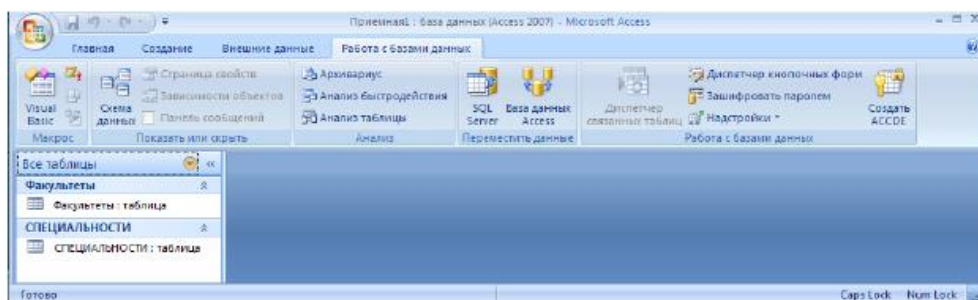 Приемная1 : база данных (Access 2007) - Microsoft Access
Главная Создание Внешние данные Работа с базами данных
Visual Basic
Схема данных
Страница свойств
Зависимости объектов
Панель сообщений
Архивариус
Анализ быстродействия
Анализ таблицы
SQL Server
База данных Access
Диспетчер связанных таблиц
Диспетчер кнопочных форм
Зашифровать паролем
Надстройки
Создать ACCDE
Макрос Показать или скрыть Анализ Переместить данные Работа с базами данных
Все таблицы
Факультеты
Факультеты : таблица
СПЕЦИАЛЬНОСТИ
СПЕЦИАЛЬНОСТИ : таблица
Готово Caps Lock Num Lock